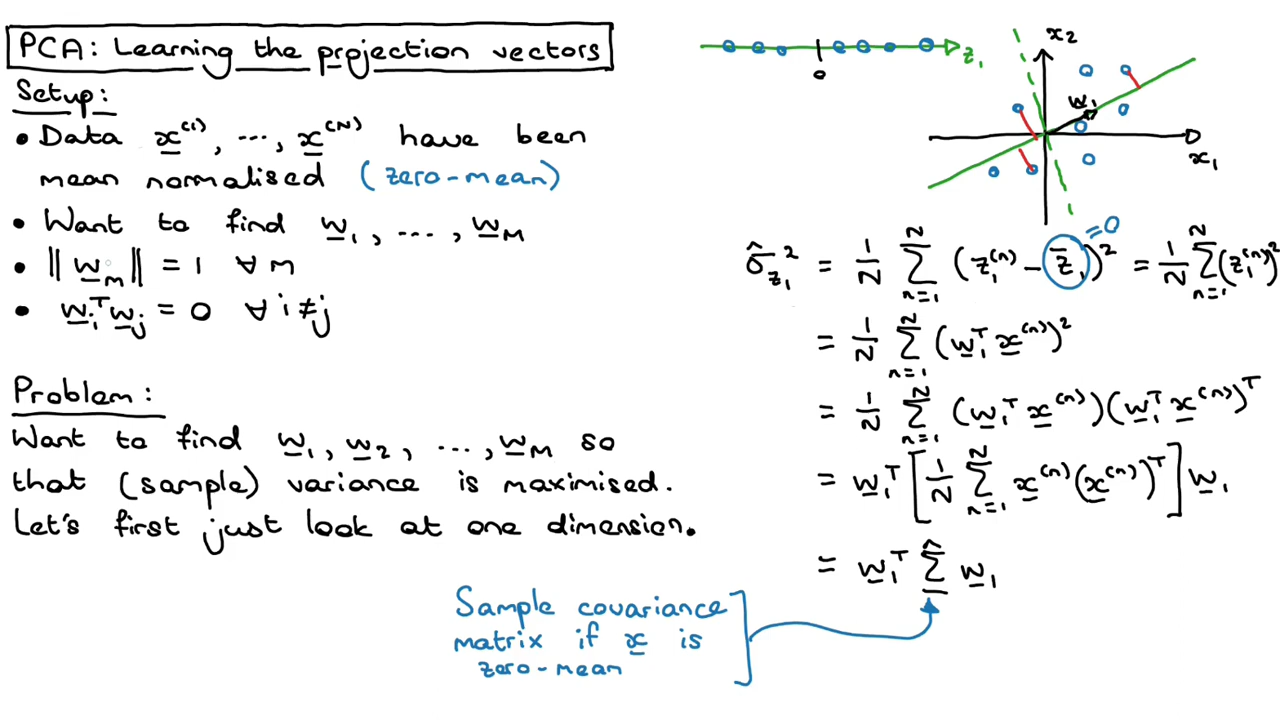 PCA: Learning the projection vectors
Setup:
• Data x^(1), ..., x^(N) have been
mean normalised (zero-mean)
• Want to find w_1, ..., w_M
• ||w_m|| = 1 ∀ m
• w_i^T w_j = 0 ∀ i ≠ j
Problem:
Want to find w_1, w_2, ..., w_M so
that (sample) variance is maximised.
Let's first just look at one dimension.
z_1
0
x_2
w_1
x_1
σ̂_{z_1}^2 = 1/N Σ_{n=1}^{N} (z_1^(n) - z̄_1)^2 = 1/N Σ_{n=1}^{N} (z_1^(n))^2
=0
= 1/N Σ_{n=1}^{N} (w_1^T x^(n))^2
= 1/N Σ_{n=1}^{N} (w_1^T x^(n)) (w_1^T x^(n))^T
= w_1^T [1/N Σ_{n=1}^{N} x^(n) (x^(n))^T] w_1
= w_1^T Σ̂ w_1
Sample covariance
matrix if x is
zero-mean